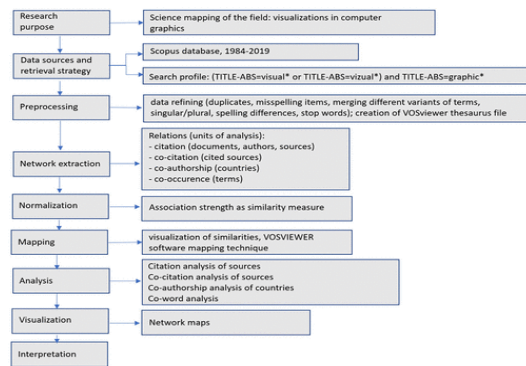 Research
purpose
Science mapping of the field: visualizations in computer
graphics
Data sources and
retrieval strategy
Scopus database, 1984-2019
Search profile: (TITLE-ABS=visual* or TITLE-ABS=vizual*) and TITLE-ABS=graphic*
Preprocessing
data refining (duplicates, misspelling items, merging different variants of terms,
singular/plural, spelling differences, stop words); creation of VOSviewer thesaurus file
Network extraction
Relations (units of analysis):
- citation (documents, authors, sources)
- co-citation (cited sources)
- co-authorship (countries)
- co-occurence (terms)
Normalization
Association strength as similarity measure
Mapping
visualization of similarities, VOSVIEWER
software mapping technique
Analysis
Citation analysis of sources
Co-citation analysis of sources
Co-authorship analysis of countries
Co-word analysis
Visualization
Network maps
Interpretation